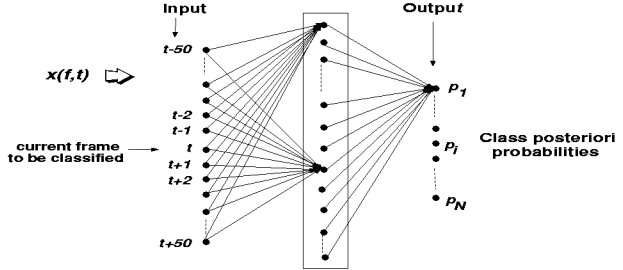 Input
Output
t-50
x(f,t)
p1
t-2
t-1
current frame
to be classified
t
t+1
t+2
pi
Class posteriori
probabilities
pN
t+50